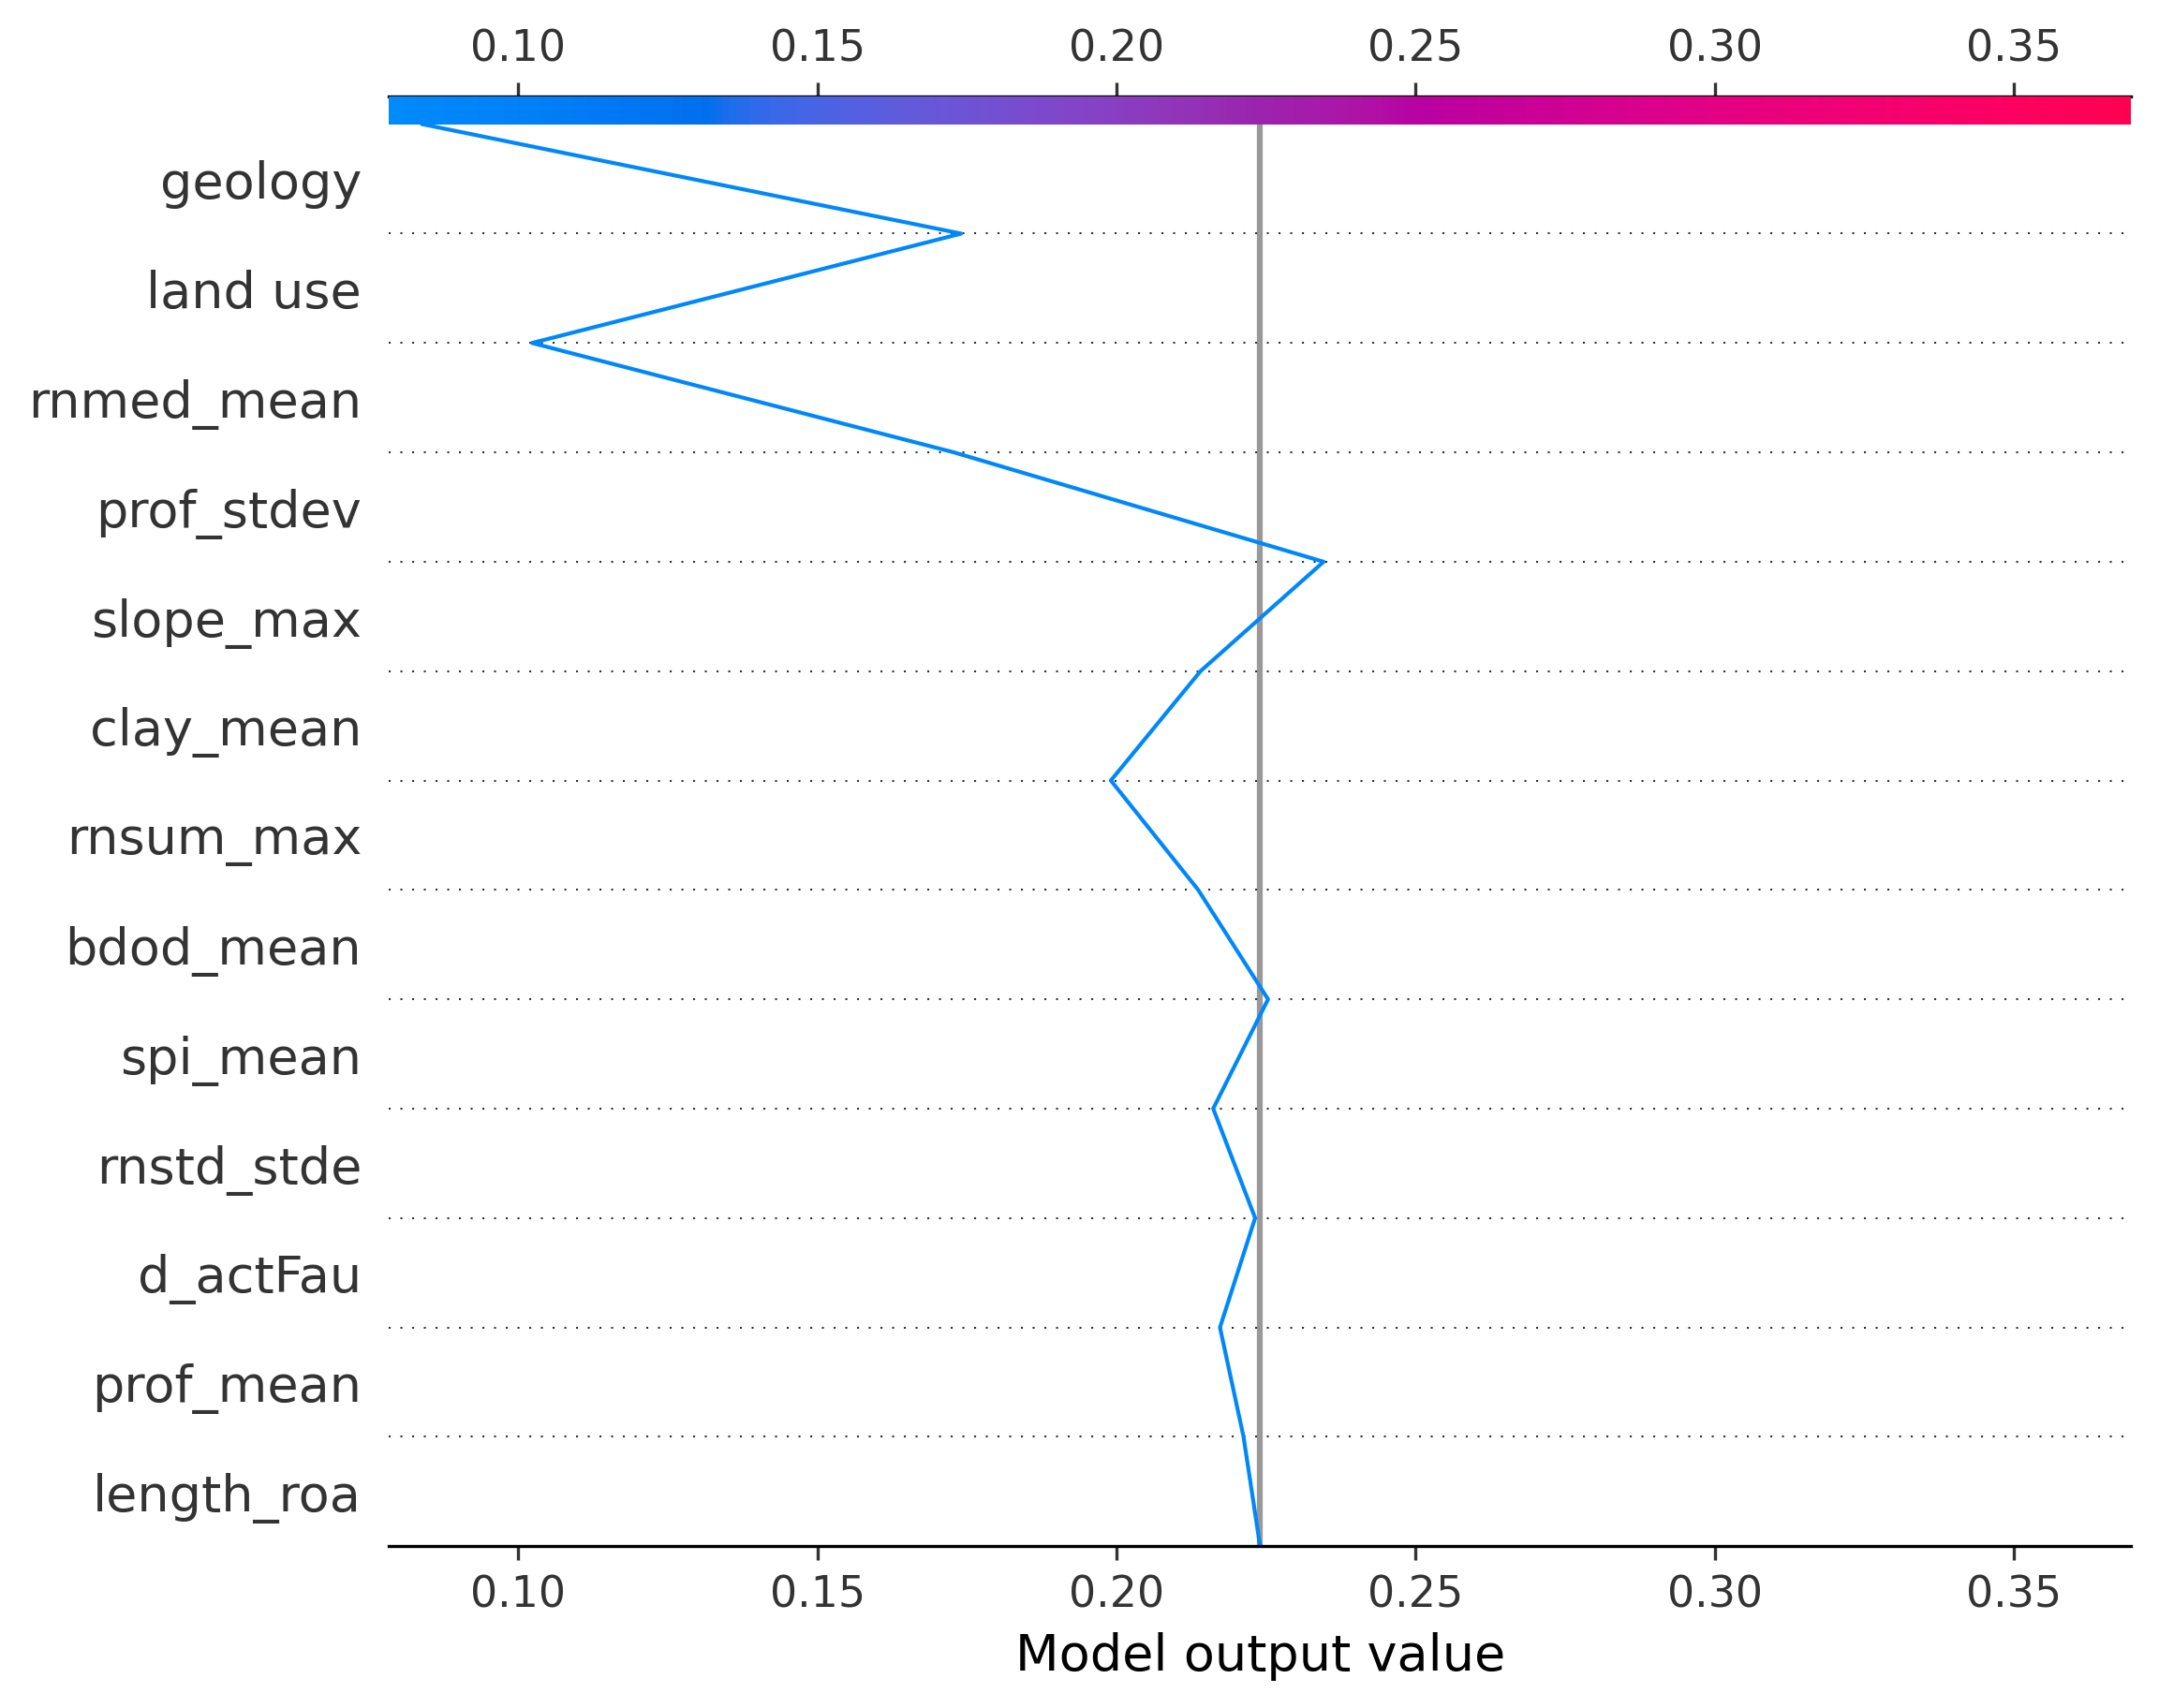 0.10 0.15 0.20 0.25 0.30 0.35
geology
land use
rnmed_mean
prof_stdev
slope_max
clay_mean
rnsum_max
bdod_mean
spi_mean
rnstd_stde
d_actFau
prof_mean
length_roa
0.10 0.15 0.20 0.25 0.30 0.35
Model output value